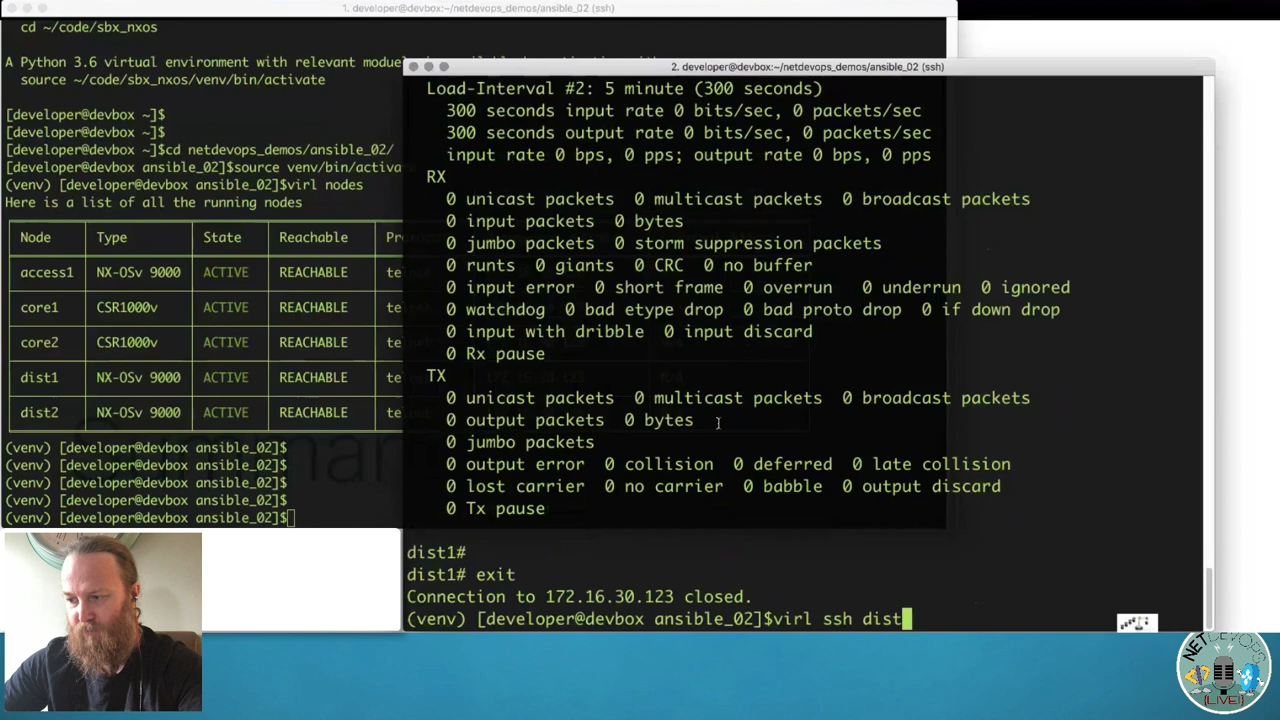 1. developer@devbox:~/netdevops_demos/ansible_02 (ssh)
cd ~/code/sbx_nxos
A Python 3.6 virtual environment with relevant
source ~/code/sbx_nxos/venv/bin/activate
[developer@devbox ~]$
[developer@devbox ~]$
[developer@devbox ~]$cd netdevops_demos/ansible_02/
[developer@devbox ansible_02]$source venv/bin/activa
(venv) [developer@devbox ansible_02]$virl nodes
Here is a list of all the running nodes
Node Type State Reachable Pr
access1 NX-OSv 9000 ACTIVE REACHABLE te
core1 CSR1000v ACTIVE REACHABLE te
core2 CSR1000v ACTIVE REACHABLE te
dist1 NX-OSv 9000 ACTIVE REACHABLE te
dist2 NX-OSv 9000 ACTIVE REACHABLE te
(venv) [developer@devbox ansible_02]$
(venv) [developer@devbox ansible_02]$
(venv) [developer@devbox ansible_02]$
(venv) [developer@devbox ansible_02]$
(venv) [developer@devbox ansible_02]$
2. developer@devbox:~/netdevops_demos/ansible_02 (ssh)
Load-Interval #2: 5 minute (300 seconds)
300 seconds input rate 0 bits/sec, 0 packets/sec
300 seconds output rate 0 bits/sec, 0 packets/sec
input rate 0 bps, 0 pps; output rate 0 bps, 0 pps
RX
0 unicast packets 0 multicast packets 0 broadcast packets
0 input packets 0 bytes
0 jumbo packets 0 storm suppression packets
0 runts 0 giants 0 CRC 0 no buffer
0 input error 0 short frame 0 overrun 0 underrun 0 ignored
0 watchdog 0 bad etype drop 0 bad proto drop 0 if down drop
0 input with dribble 0 input discard
0 Rx pause
TX
0 unicast packets 0 multicast packets 0 broadcast packets
0 output packets 0 bytes
0 jumbo packets
0 output error 0 collision 0 deferred 0 late collision
0 lost carrier 0 no carrier 0 babble 0 output discard
0 Tx pause
dist1#
dist1# exit
Connection to 172.16.30.123 closed.
(venv) [developer@devbox ansible_02]$virl ssh dist
NETDEVOPS
{LIVE!}